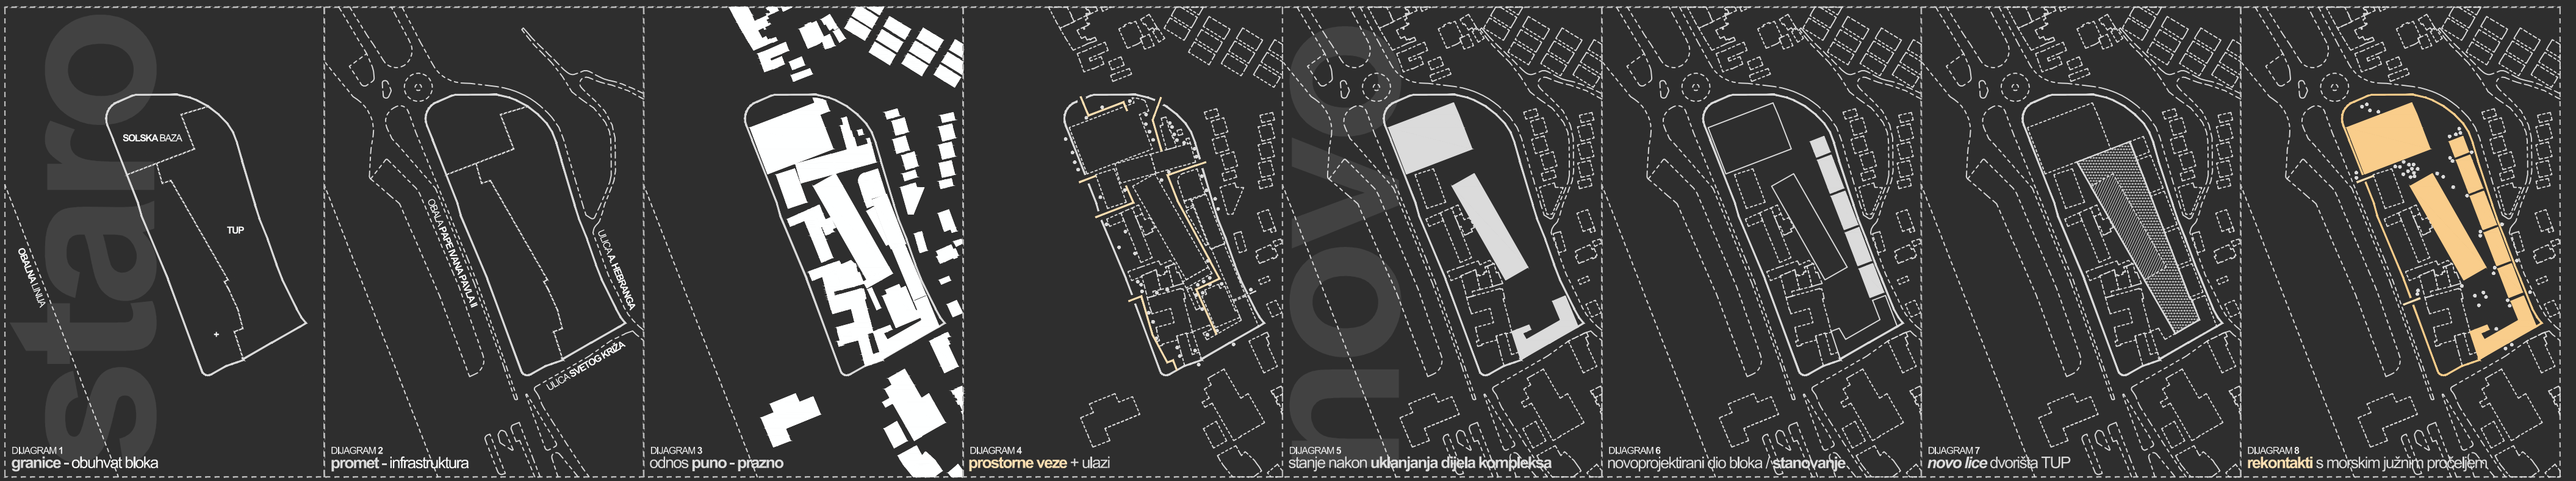 staro
SOLSKA BAZA
TUP
OBALNA LINIJA
DIJAGRAM 1
granice - obuhvat bloka
OBALA PAPE IVANA PAVLA II
ULICA A. HEBRANGA
ULICA SVETOG KRIŽA
DIJAGRAM 2
promet - infrastruktura
DIJAGRAM 3
odnos puno - prazno
DIJAGRAM 4
prostorne veze + ulazi
novo
DIJAGRAM 5
stanje nakon uklanjanja dijela kompleksa
DIJAGRAM 6
novoprojektirani dio bloka / stanovanje
DIJAGRAM 7
novo lice dvorišta TUP
DIJAGRAM 8
rekontakti s morskim južnim pročeljem